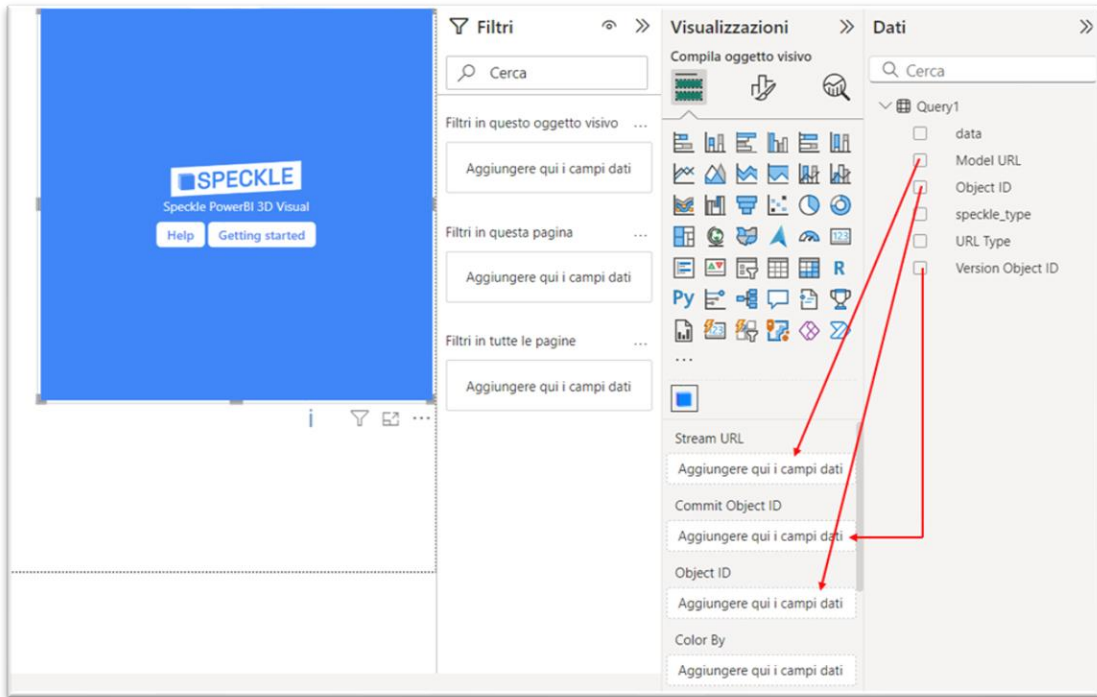 SPECKLE
Speckle PowerBI 3D Visual
Help
Getting started
Filtri
Cerca
Filtri in questo oggetto visivo ...
Aggiungere qui i campi dati
Filtri in questa pagina ...
Aggiungere qui i campi dati
Filtri in tutte le pagine ...
Aggiungere qui i campi dati
Visualizzazioni
Compila oggetto visivo
123
R
Py
123
...
Stream URL
Aggiungere qui i campi dati
Commit Object ID
Aggiungere qui i campi dati
Object ID
Aggiungere qui i campi dati
Color By
Aggiungere qui i campi dati
Dati
Cerca
Query1
data
Model URL
Object ID
speckle_type
URL Type
Version Object ID